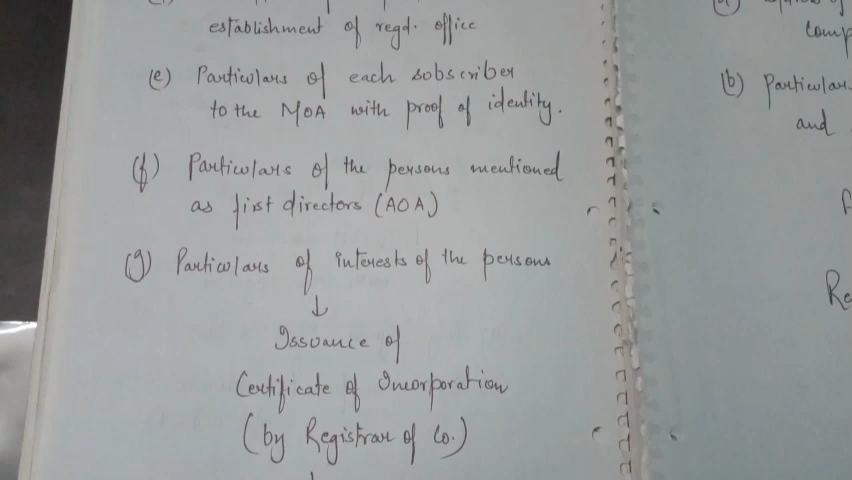 establishment of regd. office
(e) Particulars of each subscriber
to the MOA with proof of identity.
(f) Particulars of the persons mentioned
as first directors (AOA)
(g) Particulars of interests of the persons
↓
Issuance of
Certificate of Incorporation
(by Registrar of Co.)
(a)
Comp
(b) Particular
and
Re